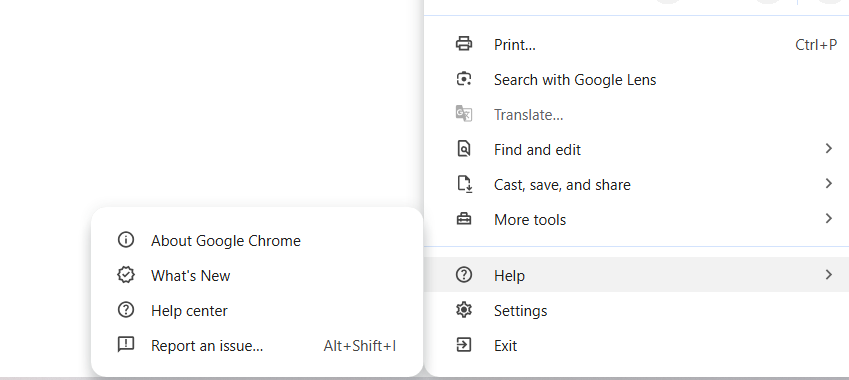 Print... Ctrl+P
Search with Google Lens
Translate...
Find and edit
Cast, save, and share
More tools
Help
Settings
Exit
About Google Chrome
What's New
Help center
Report an issue... Alt+Shift+I